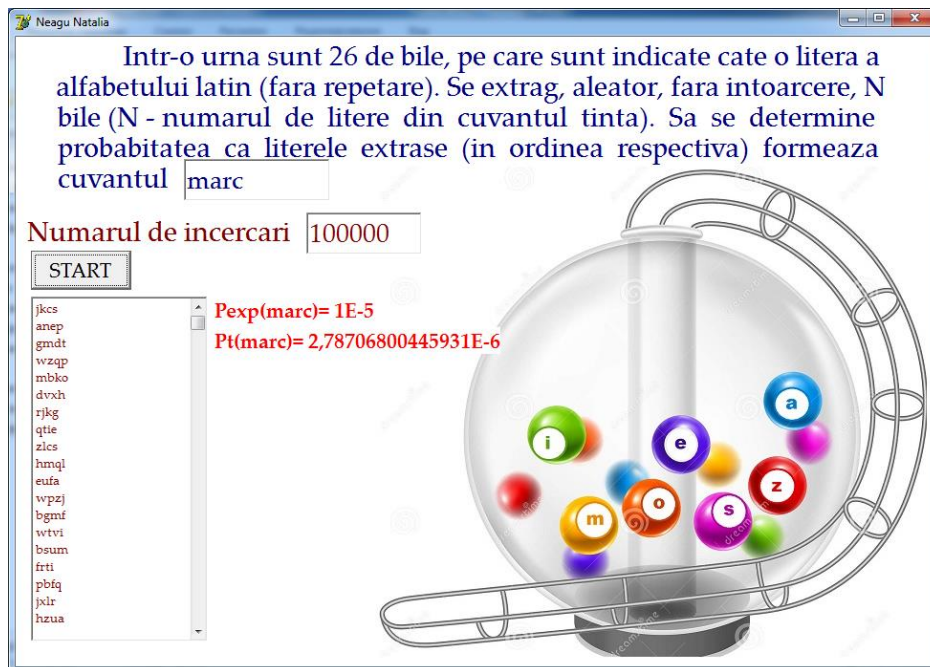 Neagu Natalia
Intr-o urna sunt 26 de bile, pe care sunt indicate cate o litera a
alfabetului latin (fara repetare). Se extrag, aleator, fara intoarcere, N
bile (N - numarul de litere din cuvantul tinta). Sa se determine
probabitatea ca literele extrase (in ordinea respectiva) formeaza
cuvantul marc
Numarul de incercari 100000
START
jkcs
anep
gmdt
wzqp
mbko
dvxh
rjkg
qtie
zlcs
hmql
eufa
wpzj
bgmf
wtvi
bsum
frti
pbfq
jxlr
hzua
Pexp(marc)= 1E-5
Pt(marc)= 2,78706800445931E-6
a
i
e
z
o
s
m